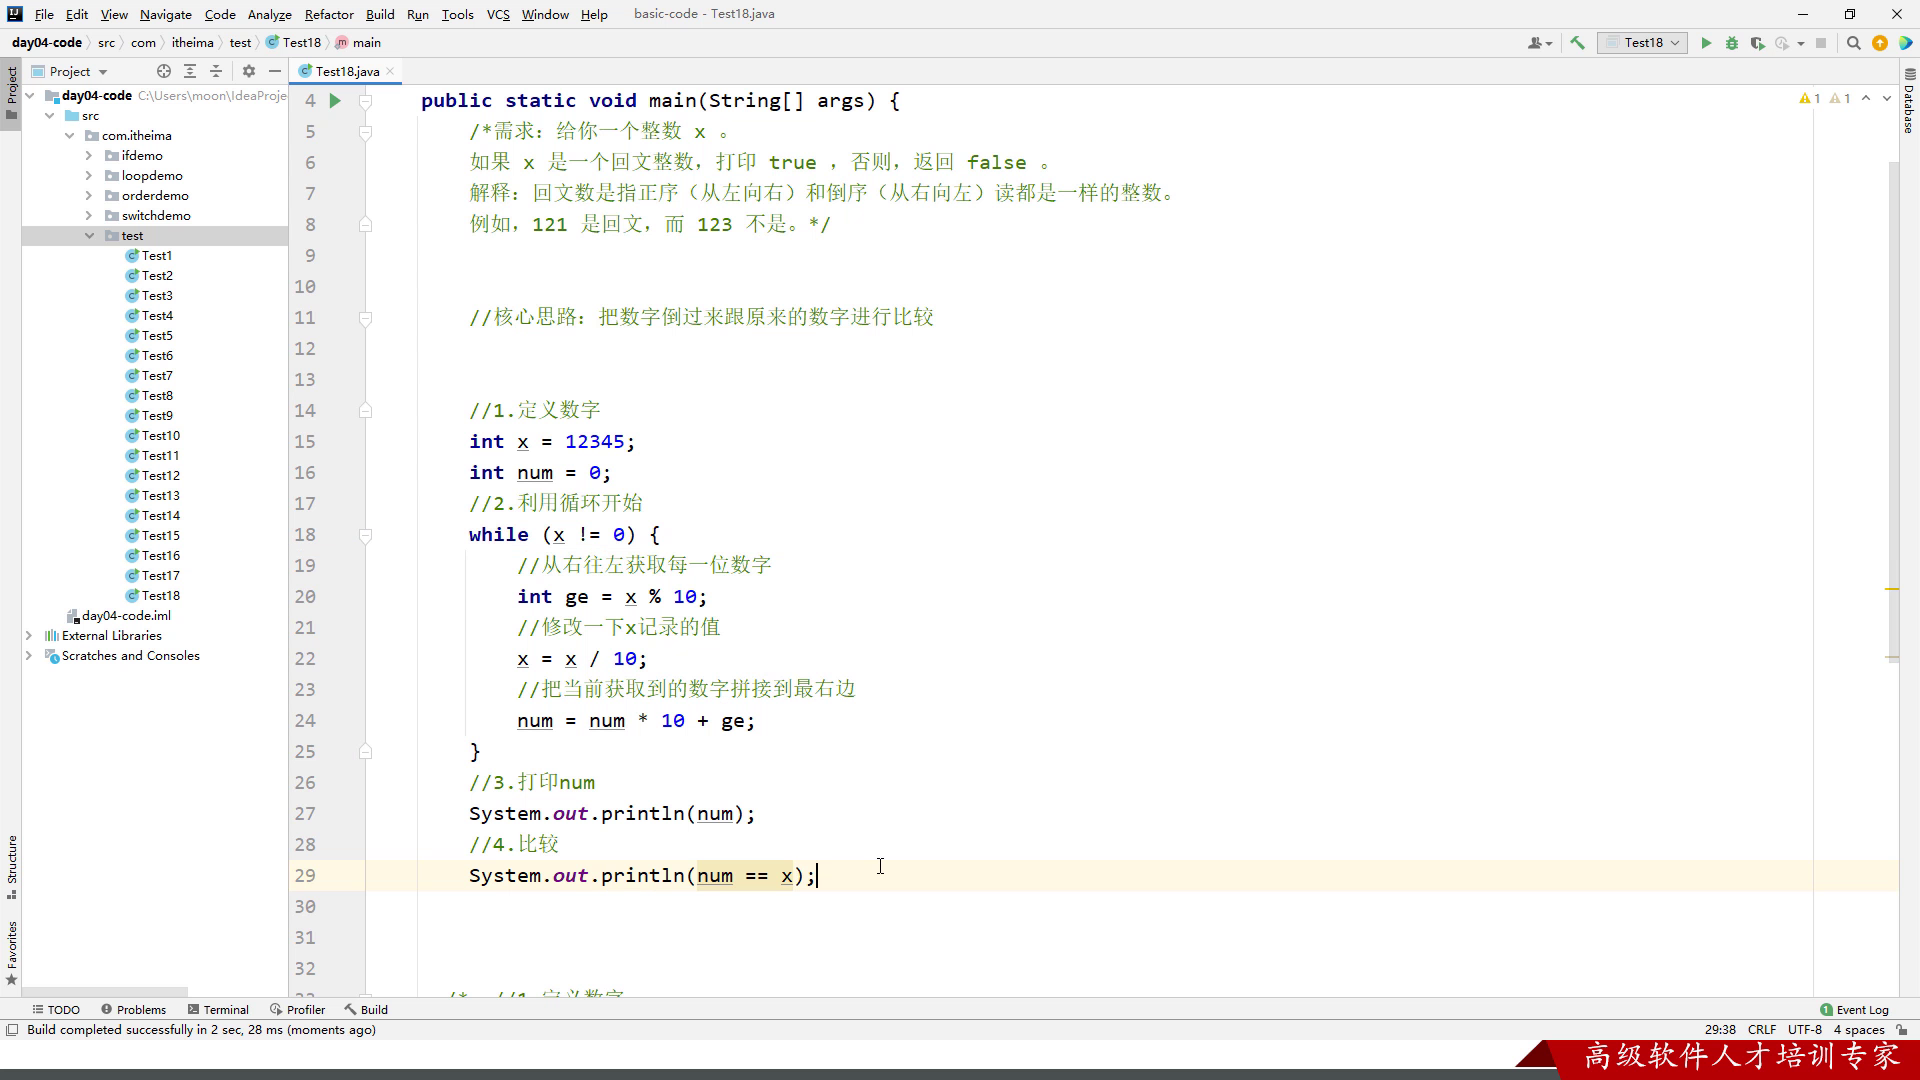 File Edit View Navigate Code Analyze Refactor Build Run Tools VCS Window Help basic-code - Test18.java
day04-code src com itheima test Test18 main
Test18
Project
Test18.java
Project
day04-code C:\Users\moon\IdeaProje
src
com.itheima
ifdemo
loopdemo
orderdemo
switchdemo
test
Test1
Test2
Test3
Test4
Test5
Test6
Test7
Test8
Test9
Test10
Test11
Test12
Test13
Test14
Test15
Test16
Test17
Test18
day04-code.iml
External Libraries
Scratches and Consoles
Structure
Favorites
Database
1 1
4 public static void main(String[] args) {
5 /*需求：给你一个整数 x 。
6 如果 x 是一个回文整数，打印 true ，否则，返回 false 。
7 解释：回文数是指正序（从左向右）和倒序（从右向左）读都是一样的整数。
8 例如，121 是回文，而 123 不是。*/
9
10
11 //核心思路：把数字倒过来跟原来的数字进行比较
12
13
14 //1.定义数字
15 int x = 12345;
16 int num = 0;
17 //2.利用循环开始
18 while (x != 0) {
19 //从右往左获取每一位数字
20 int ge = x % 10;
21 //修改一下x记录的值
22 x = x / 10;
23 //把当前获取到的数字拼接到最右边
24 num = num * 10 + ge;
25 }
26 //3.打印num
27 System.out.println(num);
28 //4.比较
29 System.out.println(num == x);
30
31
32
33 /* //1.定义数字
TODO Problems Terminal Profiler Build 1 Event Log
Build completed successfully in 2 sec, 28 ms (moments ago) 29:38 CRLF UTF-8 4 spaces
高级软件人才培训专家